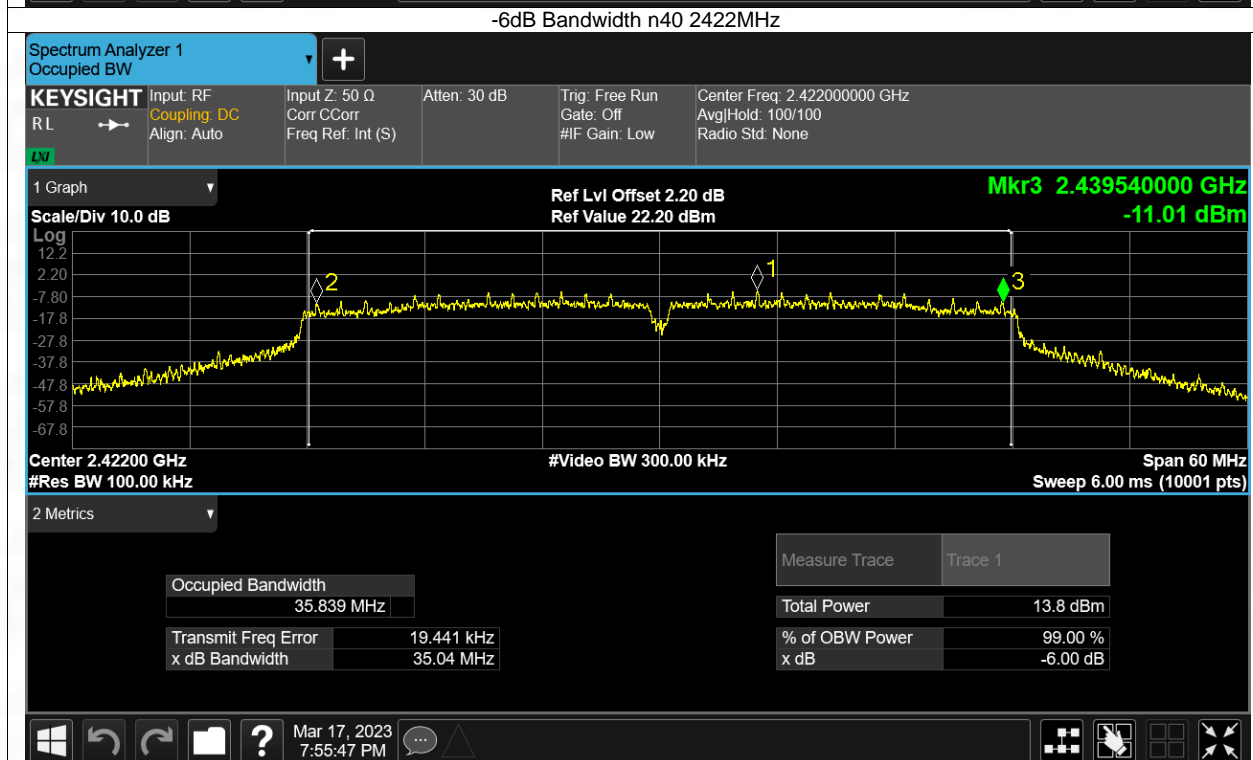 -6dB Bandwidth n40 2422MHz
Spectrum Analyzer 1
Occupied BW
KEYSIGHT
RL
LXI
Input: RF
Coupling: DC
Align: Auto
Input Z: 50 Ω
Corr CCorr
Freq Ref: Int (S)
Atten: 30 dB
Trig: Free Run
Gate: Off
#IF Gain: Low
Center Freq: 2.422000000 GHz
Avg|Hold: 100/100
Radio Std: None
1 Graph
Scale/Div 10.0 dB
Ref Lvl Offset 2.20 dB
Ref Value 22.20 dBm
Mkr3 2.439540000 GHz
-11.01 dBm
Log
12.2
2.20
-7.80
-17.8
-27.8
-37.8
-47.8
-57.8
-67.8
2
1
3
Center 2.42200 GHz
#Res BW 100.00 kHz
#Video BW 300.00 kHz
Span 60 MHz
Sweep 6.00 ms (10001 pts)
2 Metrics
Occupied Bandwidth
35.839 MHz
Transmit Freq Error 19.441 kHz
x dB Bandwidth 35.04 MHz
Measure Trace Trace 1
Total Power 13.8 dBm
% of OBW Power 99.00 %
x dB -6.00 dB
?
Mar 17, 2023
7:55:47 PM